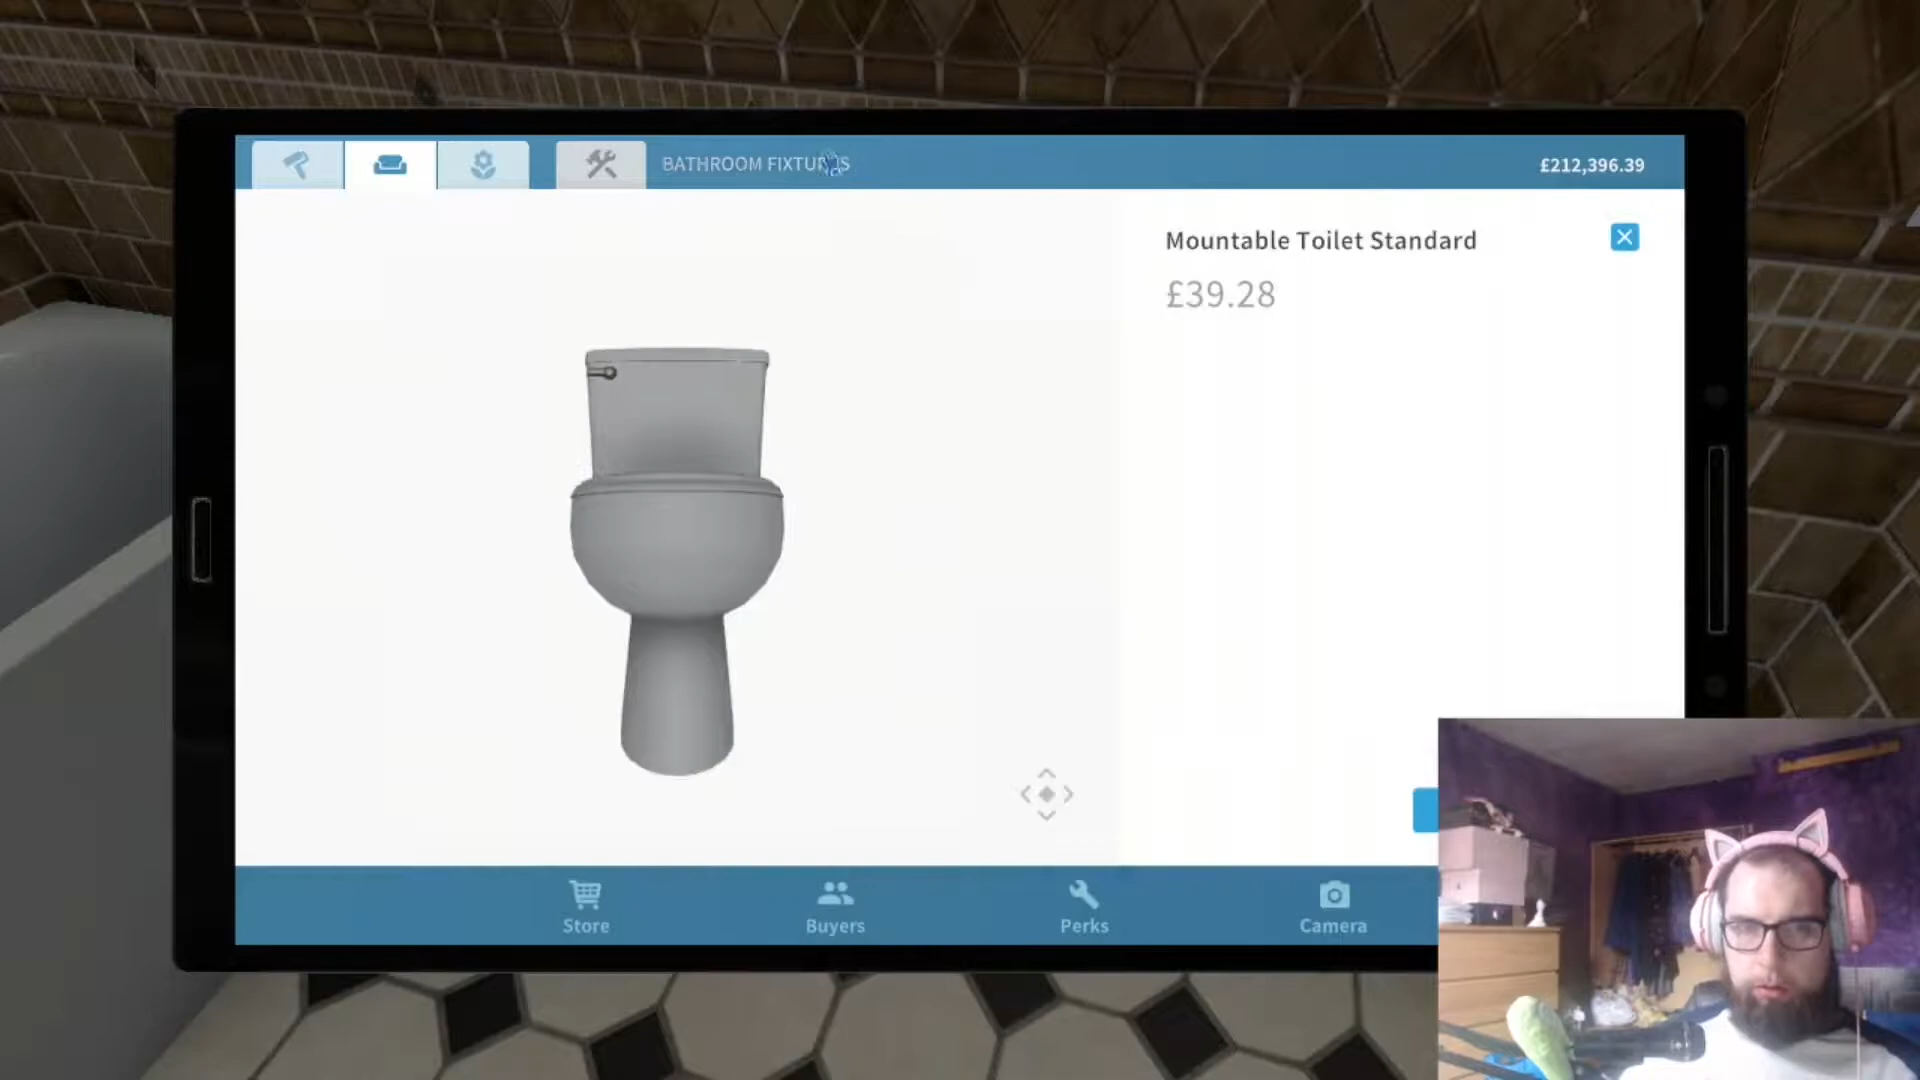 BATHROOM FIXTURES
£212,396.39
Mountable Toilet Standard
£39.28
Store
Buyers
Perks
Camera